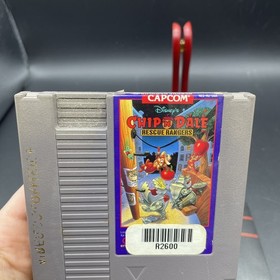 CAPCOM
DISNEY'S
CHIP 'N DALE
RESCUE RANGERS
R2600